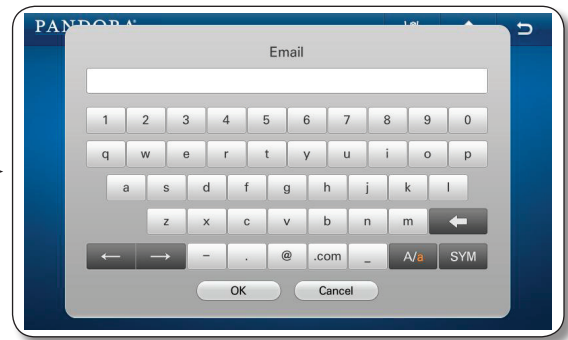 PANDORA
Email
1 2 3 4 5 6 7 8 9 0
q w e r t y u i o p
a s d f g h j k l
z x c v b n m
- . @ .com _ A/a SYM
OK Cancel